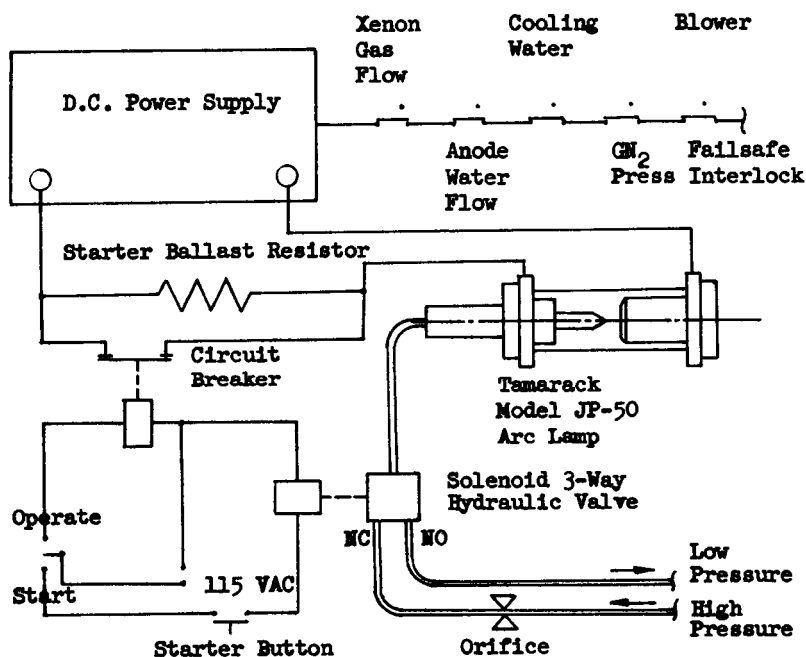 Xenon
Gas
Flow
Cooling
Water
Blower
D.C. Power Supply
Anode
Water
Flow
GN2
Press
Failsafe
Interlock
Starter Ballast Resistor
Circuit
Breaker
Tamarack
Model JP-50
Arc Lamp
Solenoid 3-Way
Hydraulic Valve
Operate
NC
NO
Start
115 VAC
Low
Pressure
High
Pressure
Starter Button
Orifice